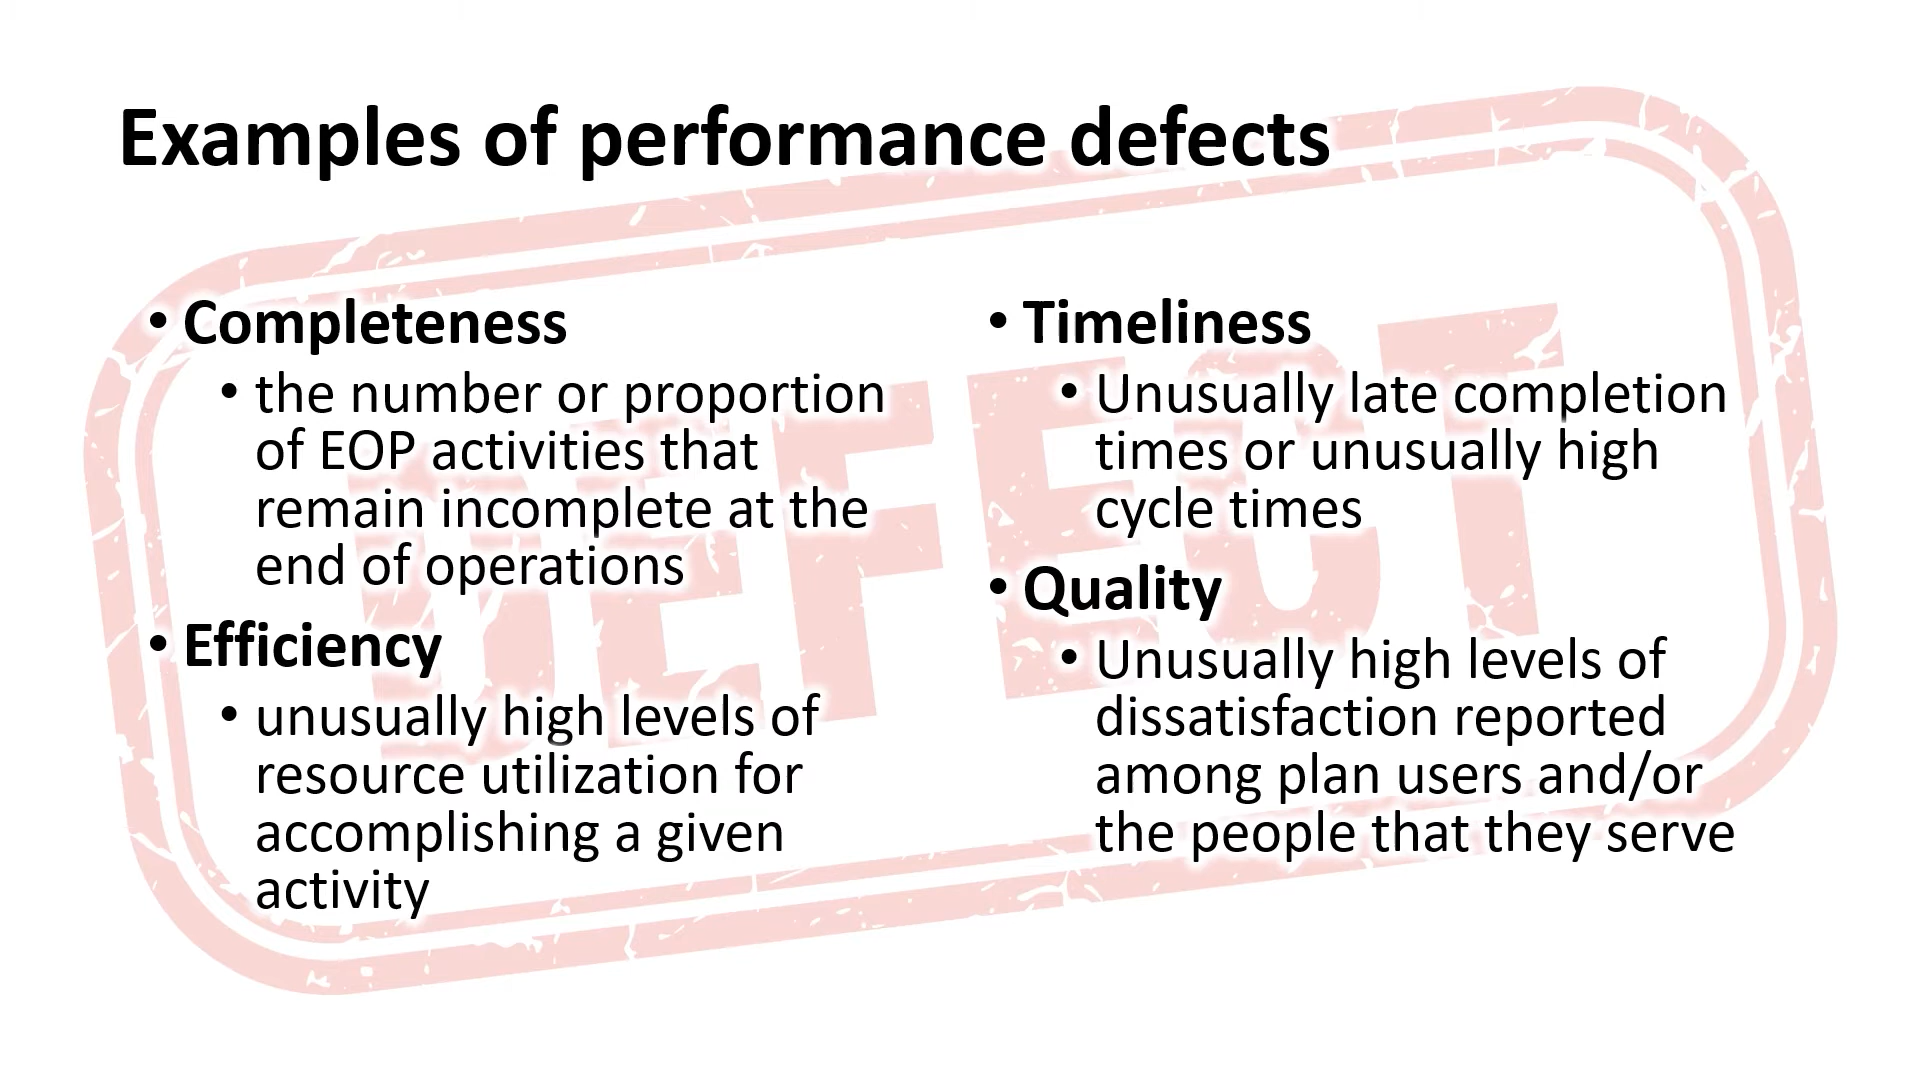 Examples of performance defects
• Completeness
• the number or proportion
of EOP activities that
remain incomplete at the
end of operations
• Efficiency
• unusually high levels of
resource utilization for
accomplishing a given
activity
• Timeliness
• Unusually late completion
times or unusually high
cycle times
• Quality
• Unusually high levels of
dissatisfaction reported
among plan users and/or
the people that they serve
DEFECT